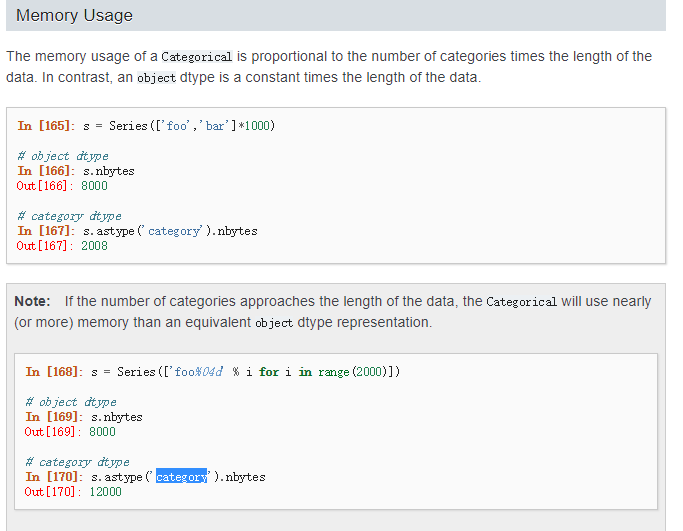 Memory Usage
The memory usage of a Categorical is proportional to the number of categories times the length of the
data. In contrast, an object dtype is a constant times the length of the data.
In [165]: s = Series(['foo','bar']*1000)
# object dtype
In [166]: s.nbytes
Out[166]: 8000
# category dtype
In [167]: s.astype('category').nbytes
Out[167]: 2008
Note: If the number of categories approaches the length of the data, the Categorical will use nearly
(or more) memory than an equivalent object dtype representation.
In [168]: s = Series(['foo%04d' % i for i in range(2000)])
# object dtype
In [169]: s.nbytes
Out[169]: 8000
# category dtype
In [170]: s.astype('category').nbytes
Out[170]: 12000